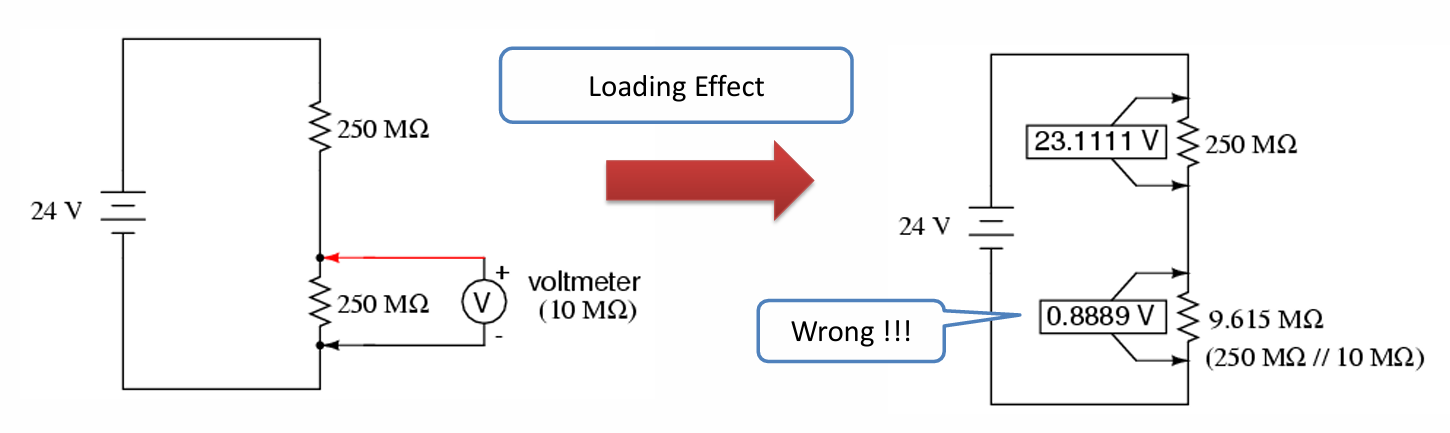 Loading Effect
250 MΩ
24 V
250 MΩ
+
V
-
voltmeter
(10 MΩ)
23.1111 V
250 MΩ
24 V
Wrong !!!
0.8889 V
9.615 MΩ
(250 MΩ // 10 MΩ)